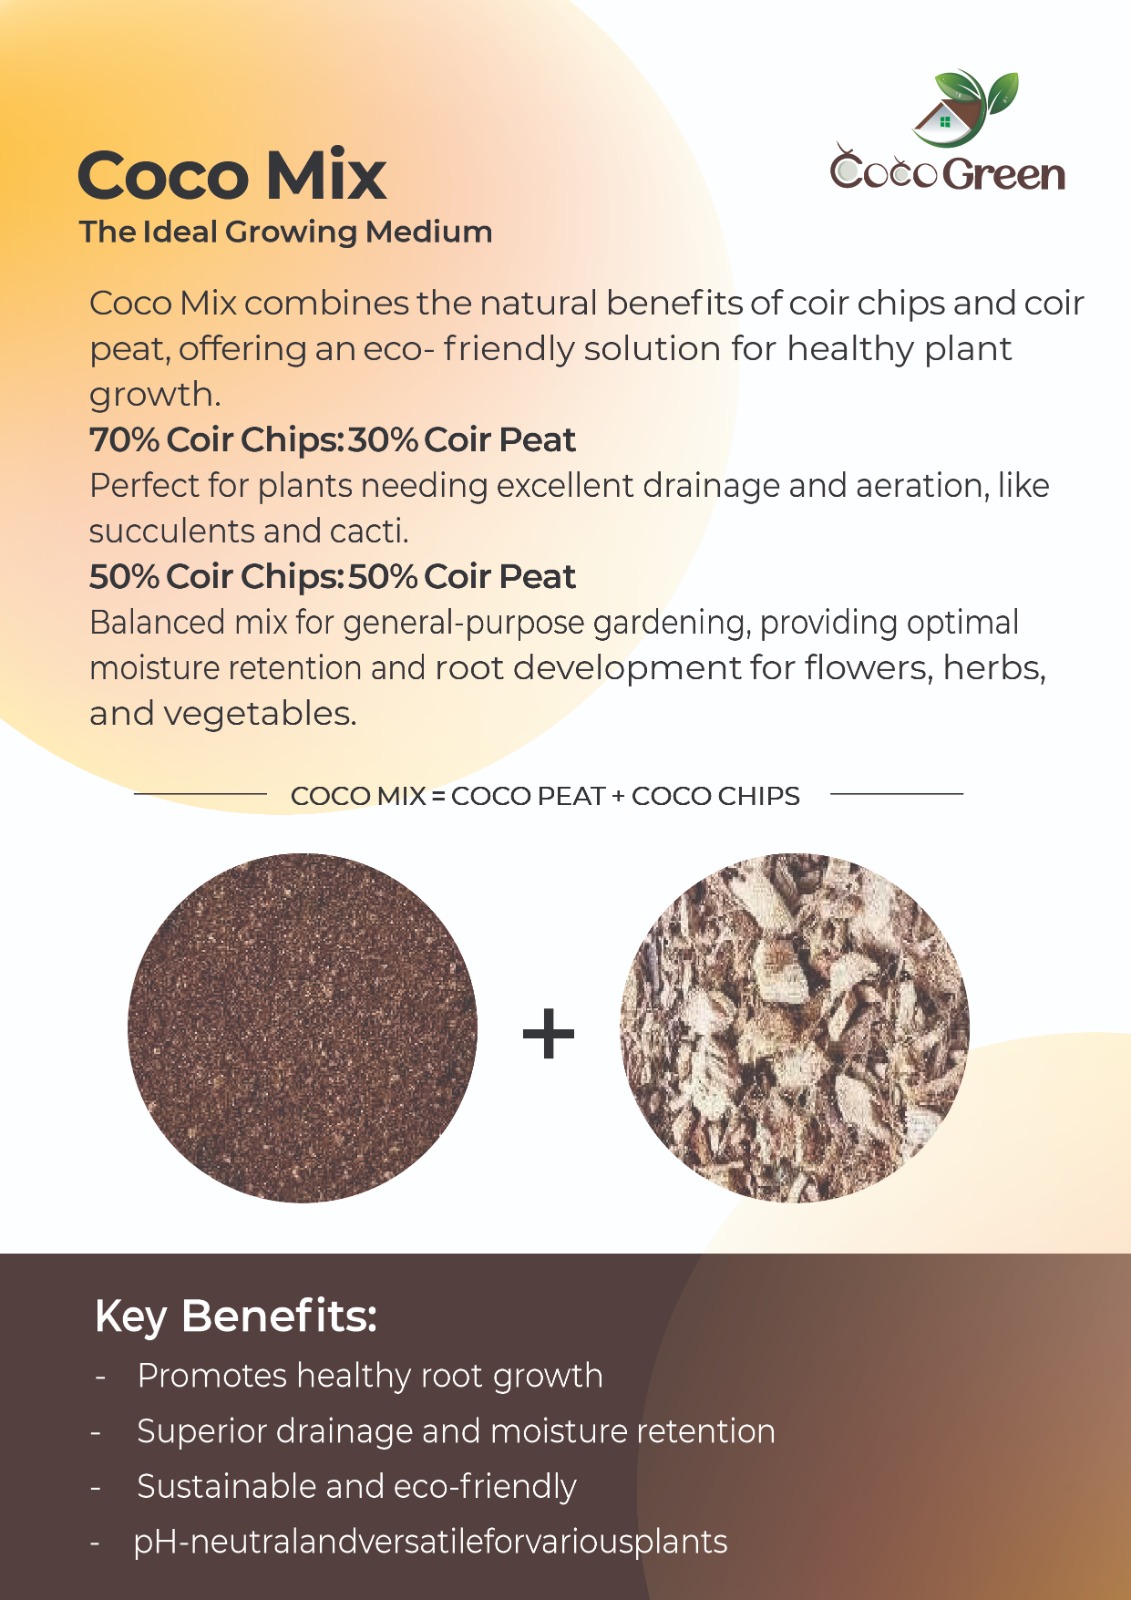 Coco Green
Coco Mix
The Ideal Growing Medium
Coco Mix combines the natural benefits of coir chips and coir
peat, offering an eco- friendly solution for healthy plant
growth.
70% Coir Chips:30% Coir Peat
Perfect for plants needing excellent drainage and aeration, like
succulents and cacti.
50% Coir Chips:50% Coir Peat
Balanced mix for general-purpose gardening, providing optimal
moisture retention and root development for flowers, herbs,
and vegetables.
COCO MIX = COCO PEAT + COCO CHIPS
+
Key Benefits:
- Promotes healthy root growth
- Superior drainage and moisture retention
- Sustainable and eco-friendly
- pH-neutralandversatileforvariousplants